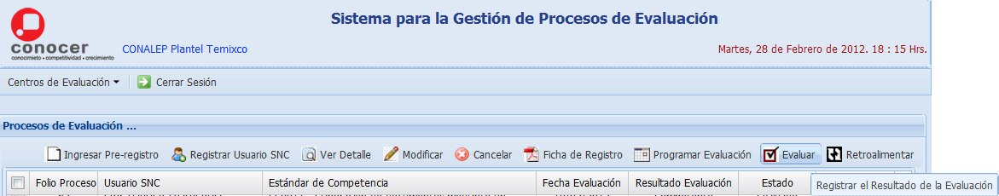 Sistema para la Gestión de Procesos de Evaluación
conocer
conocimiento • competitividad • crecimiento
CONALEP Plantel Temixco
Martes, 28 de Febrero de 2012. 18 : 15 Hrs.
Centros de Evaluación Cerrar Sesión
Procesos de Evaluación ...
Ingresar Pre-registro Registrar Usuario SNC Ver Detalle Modificar Cancelar Ficha de Registro Programar Evaluación Evaluar Retroalimentar
Folio Proceso Usuario SNC Estándar de Competencia Fecha Evaluación Resultado Evaluación Estado
Registrar el Resultado de la Evaluación